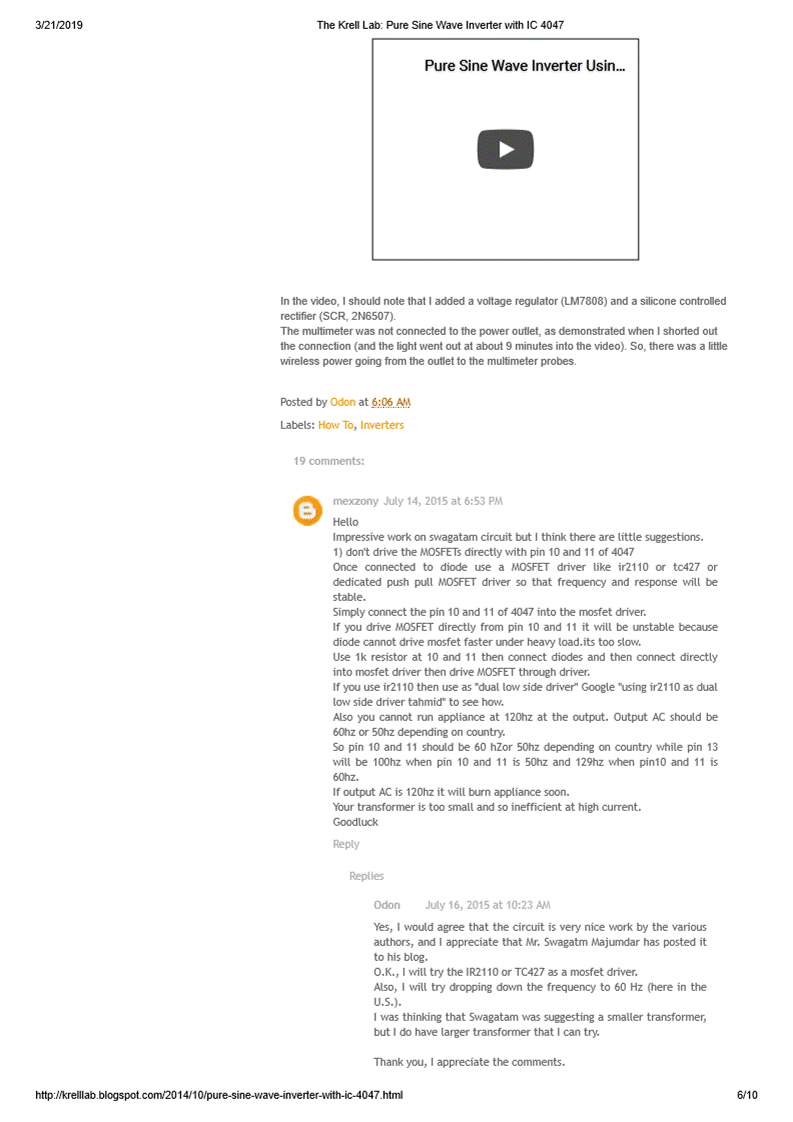 3/21/2019 The Krell Lab: Pure Sine Wave Inverter with IC 4047
Pure Sine Wave Inverter Usin...
In the video, I should note that I added a voltage regulator (LM7808) and a silicone controlled
rectifier (SCR, 2N6507).
The multimeter was not connected to the power outlet, as demonstrated when I shorted out
the connection (and the light went out at about 9 minutes into the video). So, there was a little
wireless power going from the outlet to the multimeter probes.
Posted by Odon at 6:06 AM
Labels: How To, Inverters
19 comments:
mexzony July 14, 2015 at 6:53 PM
Hello
Impressive work on swagatam circuit but I think there are little suggestions.
1) don't drive the MOSFETs directly with pin 10 and 11 of 4047
Once connected to diode use a MOSFET driver like ir2110 or tc427 or
dedicated push pull MOSFET driver so that frequency and response will be
stable.
Simply connect the pin 10 and 11 of 4047 into the mosfet driver.
If you drive MOSFET directly from pin 10 and 11 it will be unstable because
diode cannot drive mosfet faster under heavy load.its too slow.
Use 1k resistor at 10 and 11 then connect diodes and then connect directly
into mosfet driver then drive MOSFET through driver.
If you use ir2110 then use as "dual low side driver" Google "using ir2110 as dual
low side driver tahmid" to see how.
Also you cannot run appliance at 120hz at the output. Output AC should be
60hz or 50hz depending on country.
So pin 10 and 11 should be 60 hZor 50hz depending on country while pin 13
will be 100hz when pin 10 and 11 is 50hz and 129hz when pin10 and 11 is
60hz.
If output AC is 120hz it will burn appliance soon.
Your transformer is too small and so inefficient at high current.
Goodluck
Reply
Replies
Odon July 16, 2015 at 10:23 AM
Yes, I would agree that the circuit is very nice work by the various
authors, and I appreciate that Mr. Swagatm Majumdar has posted it
to his blog.
O.K., I will try the IR2110 or TC427 as a mosfet driver.
Also, I will try dropping down the frequency to 60 Hz (here in the
U.S.).
I was thinking that Swagatam was suggesting a smaller transformer,
but I do have larger transformer that I can try.
Thank you, I appreciate the comments.
http://krelllab.blogspot.com/2014/10/pure-sine-wave-inverter-with-ic-4047.html 6/10